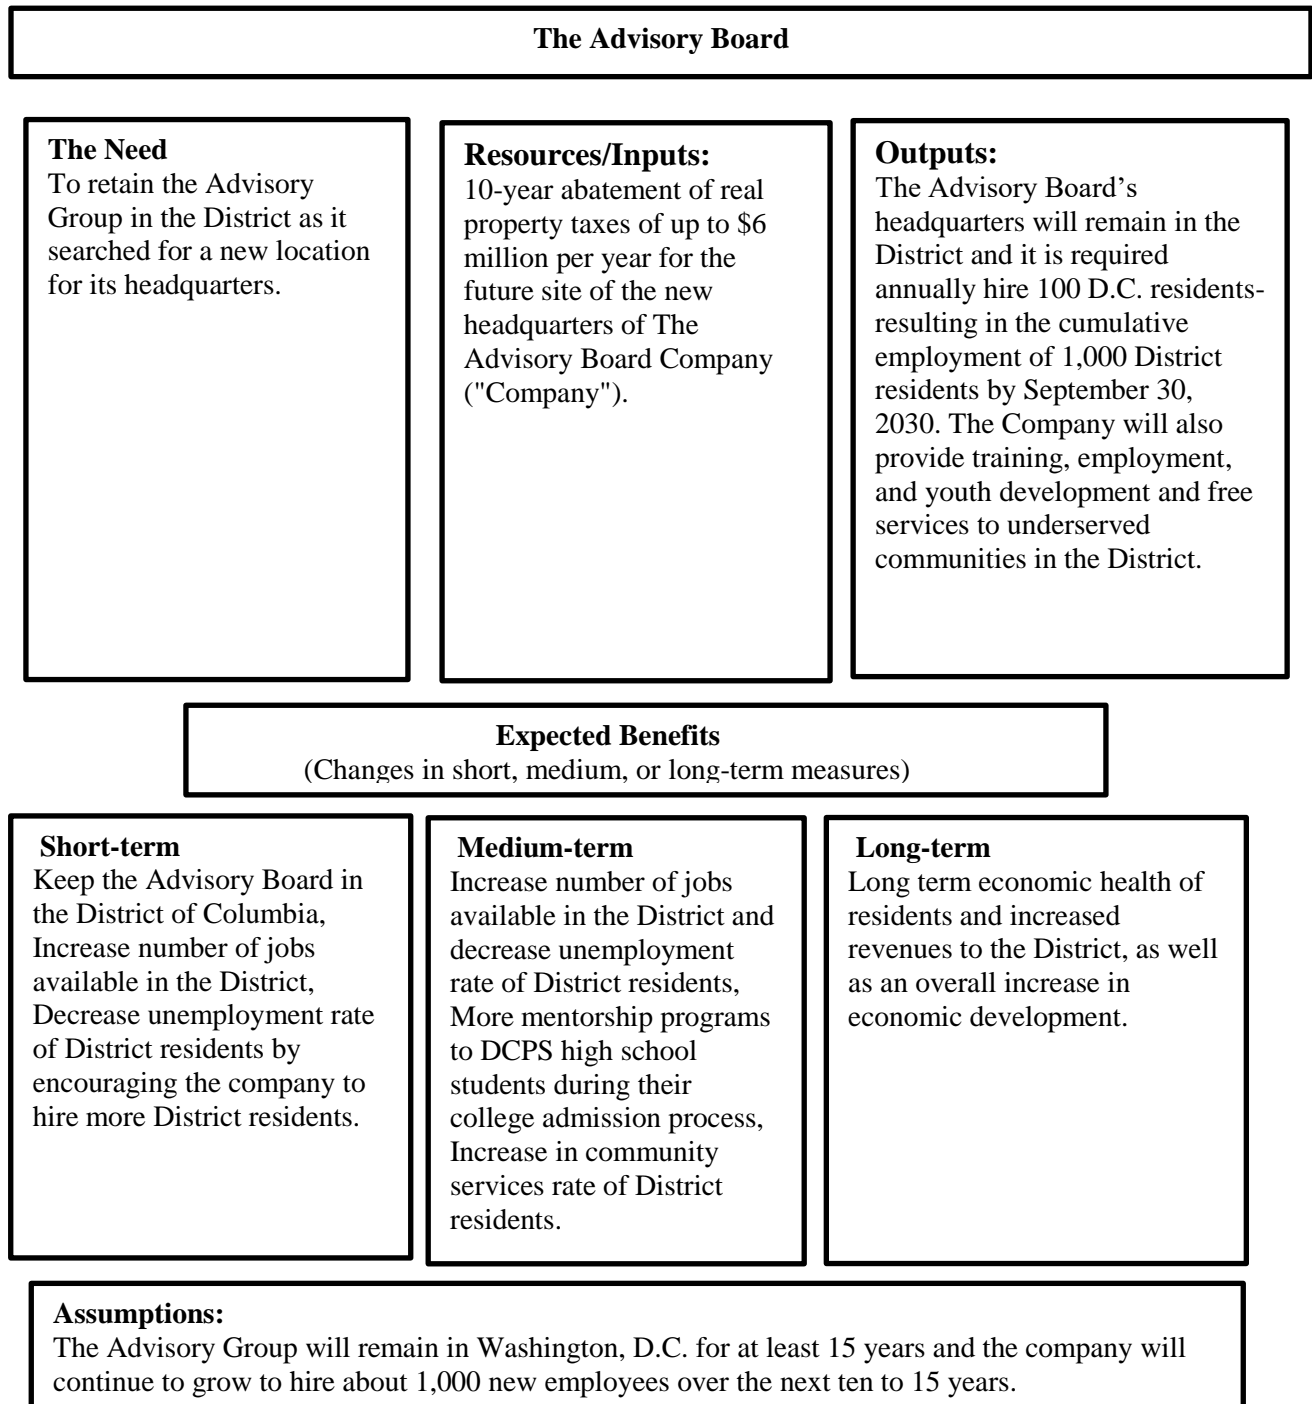 The Advisory Board
The Need
To retain the Advisory
Group in the District as it
searched for a new location
for its headquarters.
Resources/Inputs:
10-year abatement of real
property taxes of up to $6
million per year for the
future site of the new
headquarters of The
Advisory Board Company
("Company").
Outputs:
The Advisory Board’s
headquarters will remain in the
District and it is required
annually hire 100 D.C. residents-
resulting in the cumulative
employment of 1,000 District
residents by September 30,
2030. The Company will also
provide training, employment,
and youth development and free
services to underserved
communities in the District.
Expected Benefits
(Changes in short, medium, or long-term measures)
Short-term
Keep the Advisory Board in
the District of Columbia,
Increase number of jobs
available in the District,
Decrease unemployment rate
of District residents by
encouraging the company to
hire more District residents.
Medium-term
Increase number of jobs
available in the District and
decrease unemployment
rate of District residents,
More mentorship programs
to DCPS high school
students during their
college admission process,
Increase in community
services rate of District
residents.
Long-term
Long term economic health of
residents and increased
revenues to the District, as well
as an overall increase in
economic development.
Assumptions:
The Advisory Group will remain in Washington, D.C. for at least 15 years and the company will
continue to grow to hire about 1,000 new employees over the next ten to 15 years.